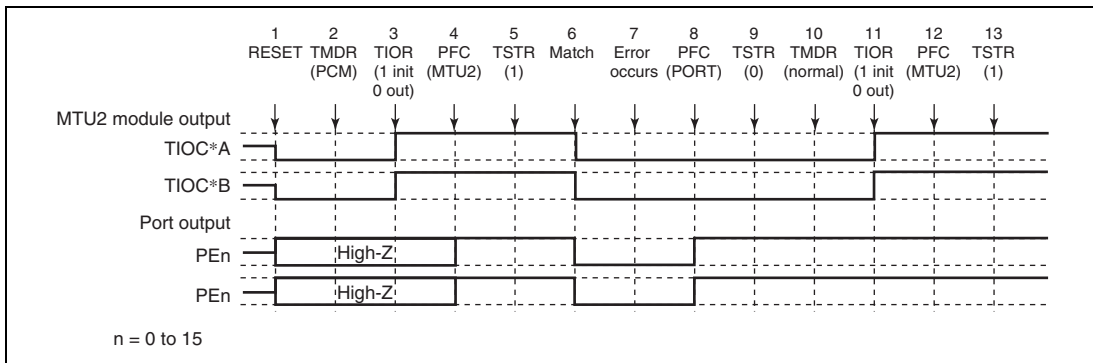 1 2 3 4 5 6 7 8 9 10 11 12 13
RESET TMDR TIOR PFC TSTR Match Error PFC TSTR TMDR TIOR PFC TSTR
(PCM) (1 init (MTU2) (1) occurs (PORT) (0) (normal) (1 init (MTU2) (1)
0 out) 0 out)
MTU2 module output
TIOC*A
TIOC*B
Port output
PEn High-Z
PEn High-Z
n = 0 to 15